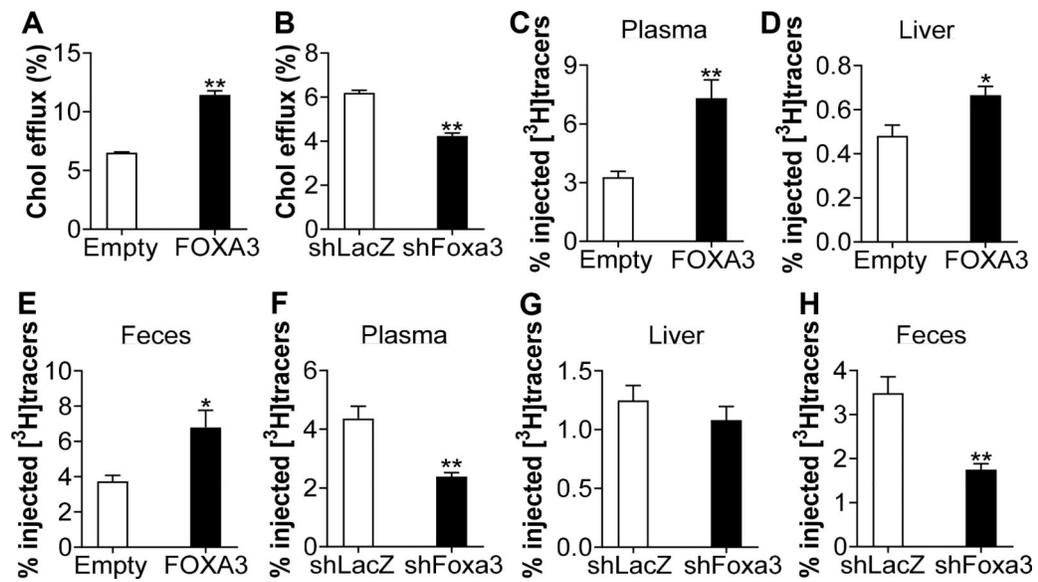 A
Chol efflux (%)
15
10
5
0
**
Empty FOXA3
B
Chol efflux (%)
8
6
4
2
0
**
shLacZ shFoxa3
C
Plasma
% injected [³H]tracers
9
6
3
0
**
Empty FOXA3
D
Liver
% injected [³H]tracers
0.8
0.6
0.4
0.2
0.0
*
Empty FOXA3
E
Feces
% injected [³H]tracers
10
8
6
4
2
0
*
Empty FOXA3
F
Plasma
% injected [³H]tracers
6
4
2
0
**
shLacZ shFoxa3
G
Liver
% injected [³H]tracers
1.5
1.0
0.5
0.0
shLacZ shFoxa3
H
Feces
% injected [³H]tracers
4
3
2
1
0
**
shLacZ shFoxa3